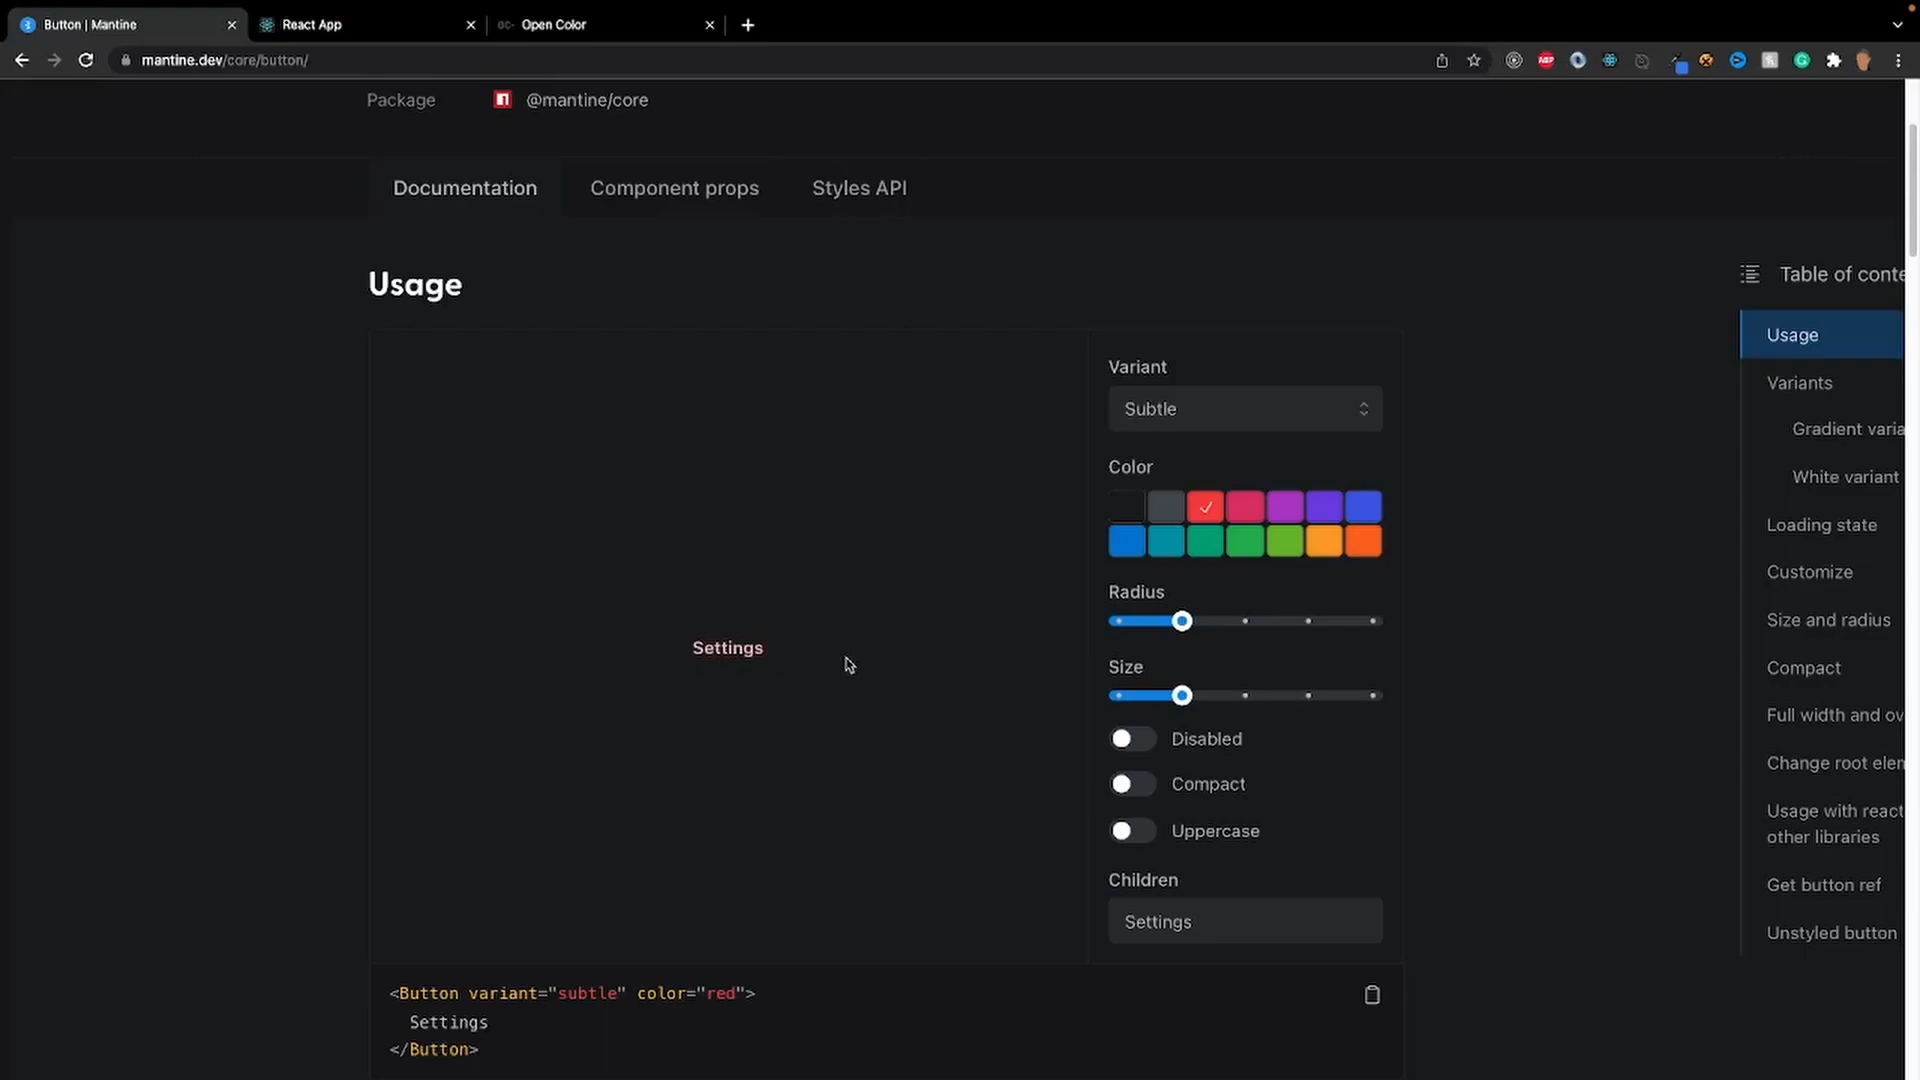 Button | Mantine
React App
OC-
Open Color
mantine.dev/core/button/
ABP
Package
n
@mantine/core
Documentation
Component props
Styles API
Usage
Table of conte
Usage
Variants
Gradient varia
White variant
Loading state
Customize
Size and radius
Compact
Full width and ov
Change root elen
Usage with react
other libraries
Get button ref
Unstyled button
Settings
Variant
Subtle
Color
Radius
Size
Disabled
Compact
Uppercase
Children
Settings
<Button variant="subtle" color="red">
Settings
</Button>